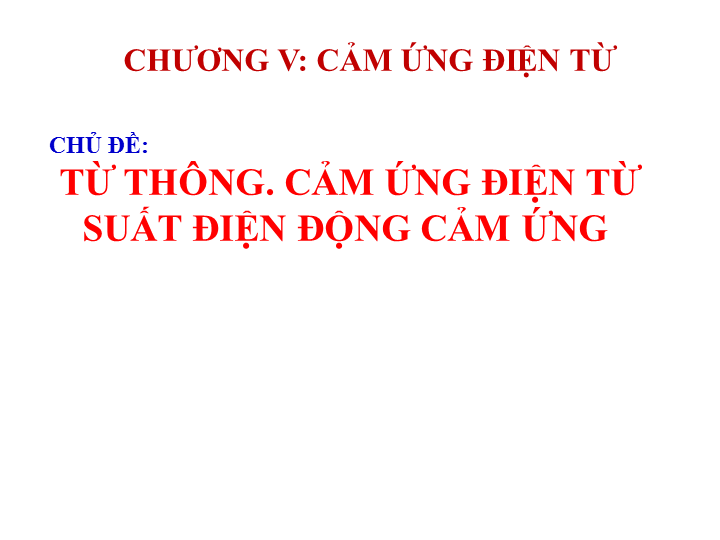 CHƯƠNG V: CẢM ỨNG ĐIỆN TỪ
CHỦ ĐỀ:
TỪ THÔNG. CẢM ỨNG ĐIỆN TỪ
SUẤT ĐIỆN ĐỘNG CẢM ỨNG